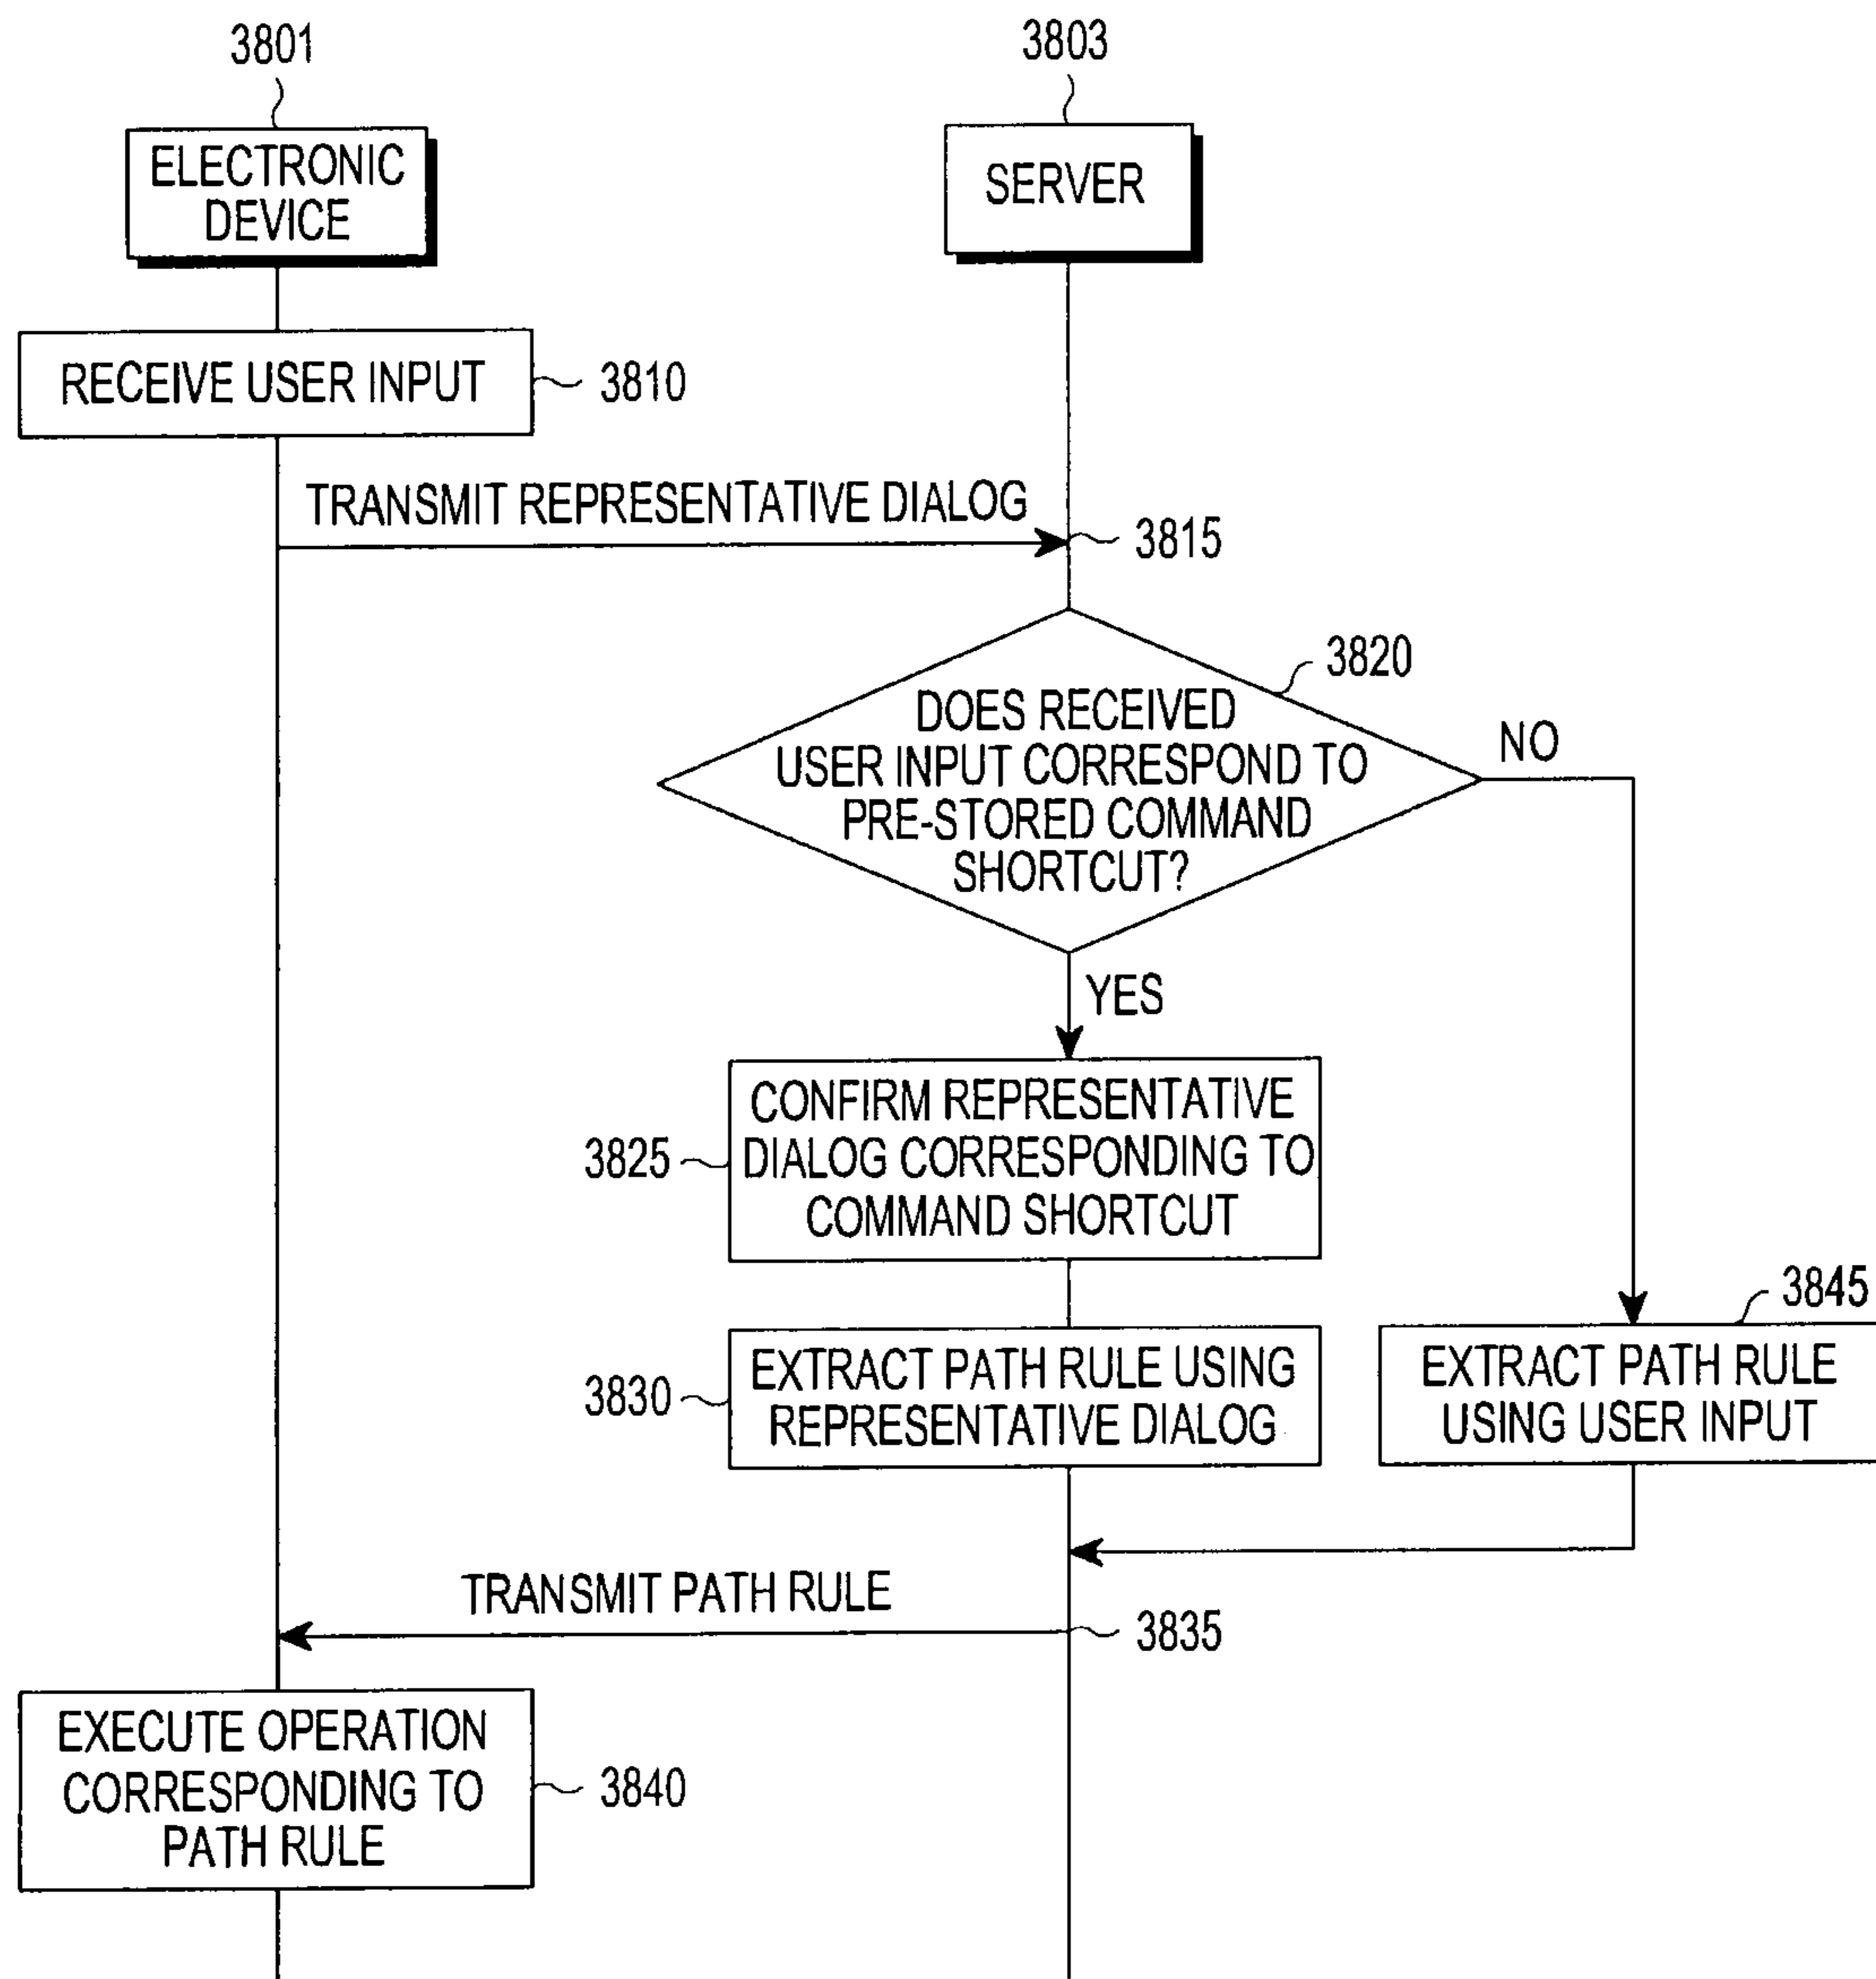 3801
3803
ELECTRONIC
DEVICE
SERVER
RECEIVE USER INPUT
3810
TRANSMIT REPRESENTATIVE DIALOG
3815
3820
DOES RECEIVED
USER INPUT CORRESPOND TO
PRE-STORED COMMAND
SHORTCUT?
NO
YES
3825
CONFIRM REPRESENTATIVE
DIALOG CORRESPONDING TO
COMMAND SHORTCUT
3845
3830
EXTRACT PATH RULE USING
REPRESENTATIVE DIALOG
EXTRACT PATH RULE
USING USER INPUT
TRANSMIT PATH RULE
3835
EXECUTE OPERATION
CORRESPONDING TO
PATH RULE
3840